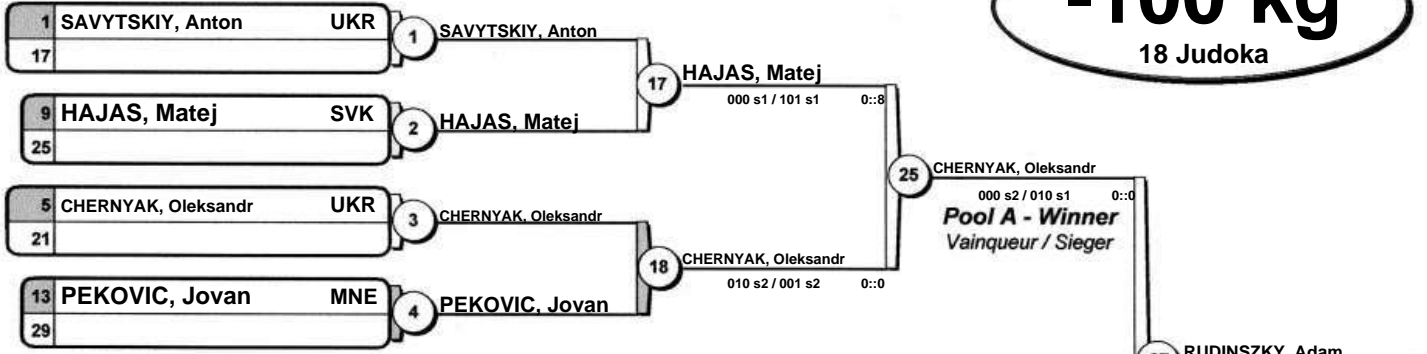 -100 kg
18 Judoka
1 SAVYTSKIY, Anton UKR
17
1
SAVYTSKIY, Anton
9 HAJAS, Matej SVK
25
2
HAJAS, Matej
17
HAJAS, Matej
000 s1 / 101 s1 0::8
5 CHERNYAK, Oleksandr UKR
21
3
CHERNYAK, Oleksandr
13 PEKOVIC, Jovan MNE
29
4
PEKOVIC, Jovan
18
CHERNYAK, Oleksandr
010 s2 / 001 s2 0::0
25
CHERNYAK, Oleksandr
000 s2 / 010 s1 0::0
Pool A - Winner
Vainqueur / Sieger
RUDINSZKY, Adam